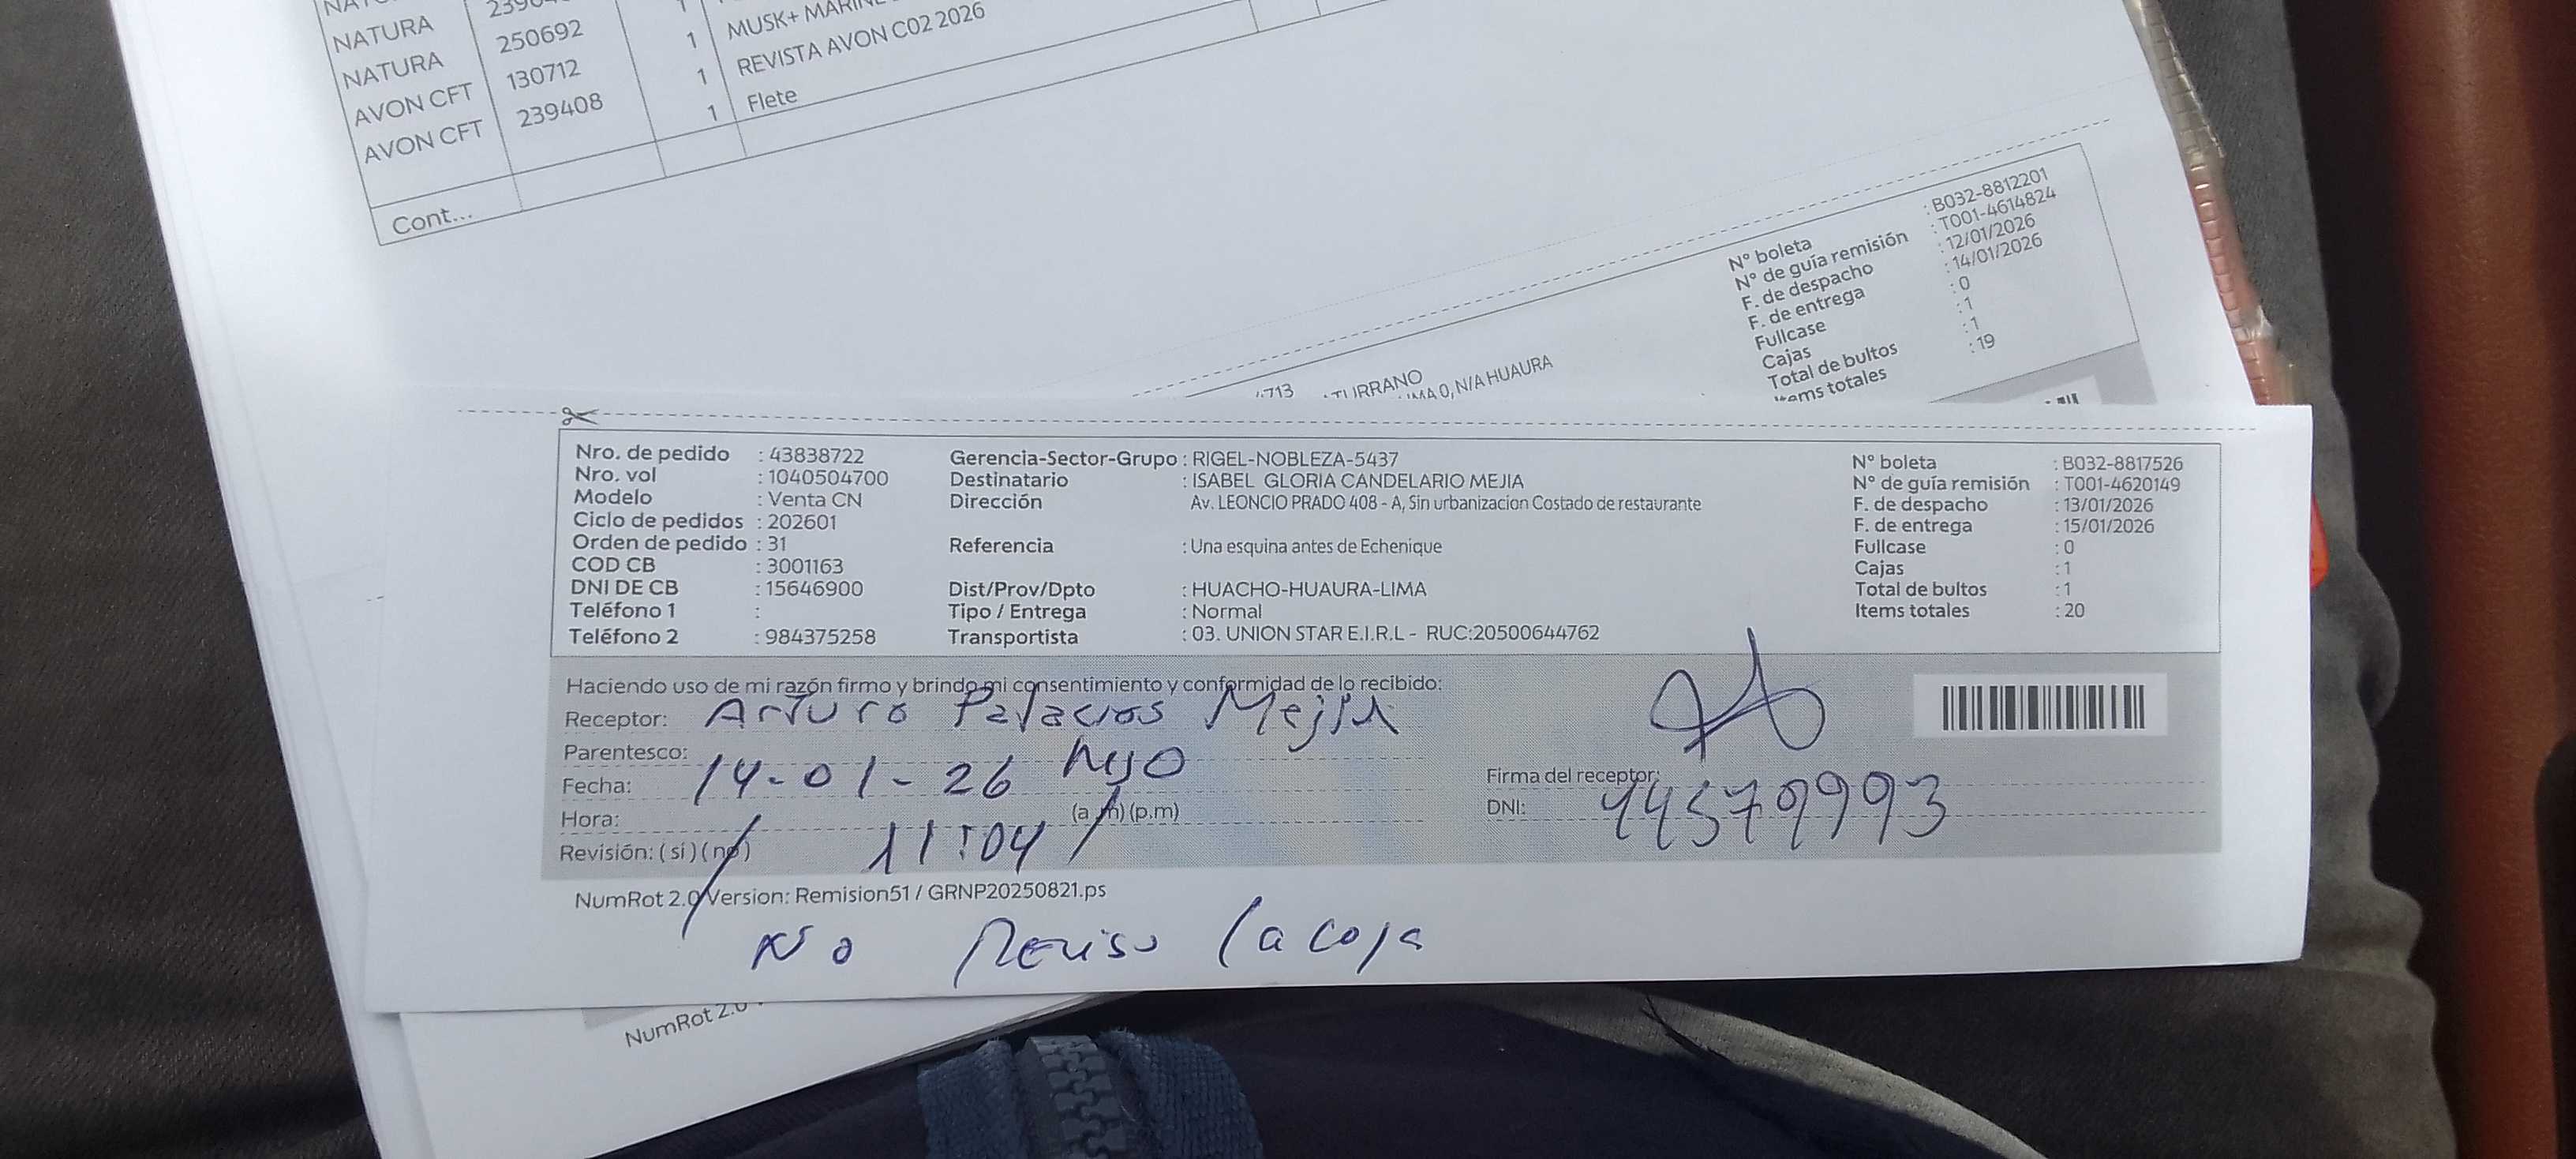 NATURA
NATURA 250692 1 MUSK+
AVON CFT 130712 1 REVISTA AVON C02 2026
AVON CFT 239408 1 Flete
Cont...
N° boleta : B032-8812201
N° de guía remisión : T001-4614824
F. de despacho : 12/01/2026
F. de entrega : 14/01/2026
Fullcase : 0
Cajas : 1
Total de bultos : 1
Items totales : 19
N/A HUAURA
Nro. de pedido : 43838722
Nro. vol : 1040504700
Modelo : Venta CN
Ciclo de pedidos : 202601
Orden de pedido : 31
COD CB : 3001163
DNI DE CB : 15646900
Teléfono 1 :
Teléfono 2 : 984375258
Gerencia-Sector-Grupo : RIGEL-NOBLEZA-5437
Destinatario : ISABEL GLORIA CANDELARIO MEJIA
Dirección Av. LEONCIO PRADO 408 - A, Sin urbanizacion Costado de restaurante
Referencia : Una esquina antes de Echenique
Dist/Prov/Dpto : HUACHO-HUAURA-LIMA
Tipo / Entrega : Normal
Transportista : 03. UNION STAR E.I.R.L - RUC:20500644762
N° boleta : B032-8817526
N° de guía remisión : T001-4620149
F. de despacho : 13/01/2026
F. de entrega : 15/01/2026
Fullcase : 0
Cajas : 1
Total de bultos : 1
Items totales : 20
Haciendo uso de mi razón firmo y brindo mi consentimiento y conformidad de lo recibido:
Receptor: Arturo Palacios Mejia
Parentesco: Hijo
Fecha: 14-01-26
Hora: 11:04 (a.m) (p.m)
Revisión: (si) (no)
Firma del receptor:
DNI: 44579993
NumRot 2.0 Version: Remision51 / GRNP20250821.ps
No Reviso la caja
NumRot 2.0